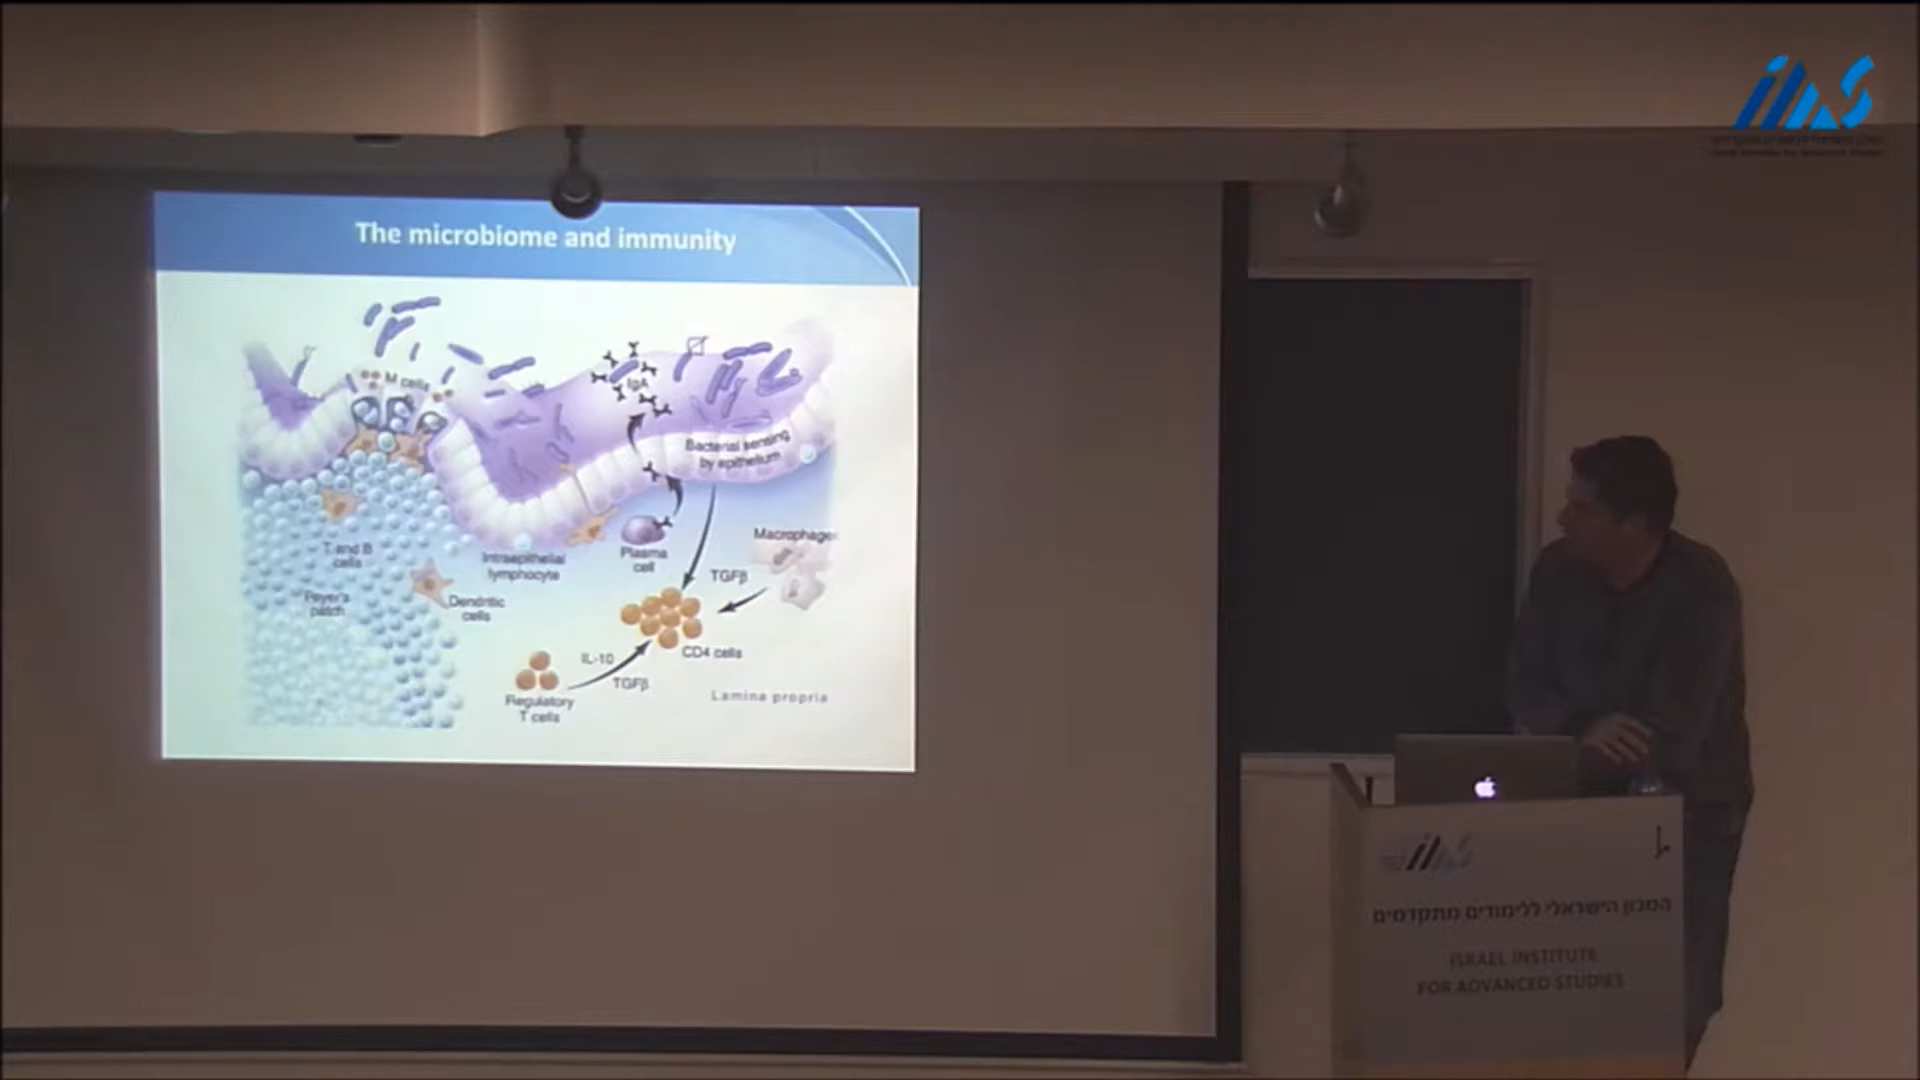 The microbiome and immunity
M cells
IgA
Bacterial sensing
by epithelium
T and B
cells
Peyer's
patch
Intraepithelial
lymphocyte
Dendritic
cells
Plasma
cell
Macrophages
TGFβ
CD4 cells
IL-10
TGFβ
Regulatory
T cells
Lamina propria
iIAS
המכון הישראלי ללימודים מתקדמים
ISRAEL INSTITUTE
FOR ADVANCED STUDIES